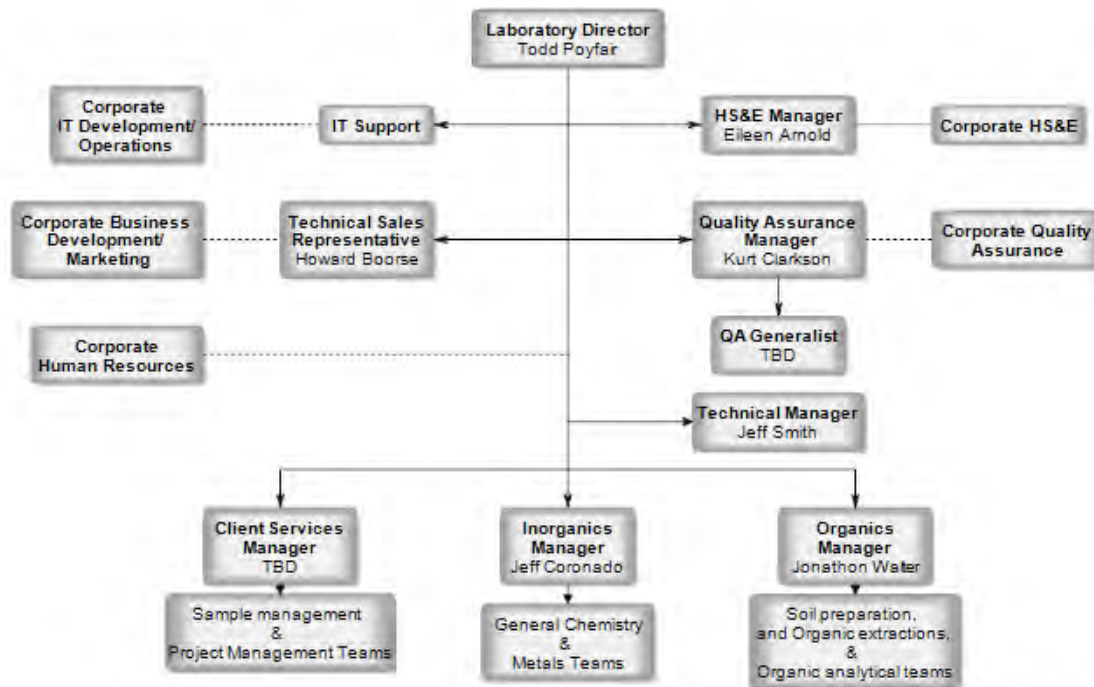 Laboratory Director
Todd Poyfair
Corporate
IT Development/
Operations
IT Support
HS&E Manager
Eileen Arnold
Corporate HS&E
Corporate Business
Development/
Marketing
Technical Sales
Representative
Howard Boorse
Quality Assurance
Manager
Kurt Clarkson
Corporate Quality
Assurance
QA Generalist
TBD
Corporate
Human Resources
Technical Manager
Jeff Smith
Client Services
Manager
TBD
Inorganics
Manager
Jeff Coronado
Organics
Manager
Jonathon Water
Sample management
&
Project Management Teams
General Chemistry
&
Metals Teams
Soil preparation,
and Organic extractions,
&
Organic analytical teams